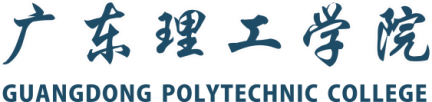 广东理工学院
GUANGDONG POLYTECHNIC COLLEGE